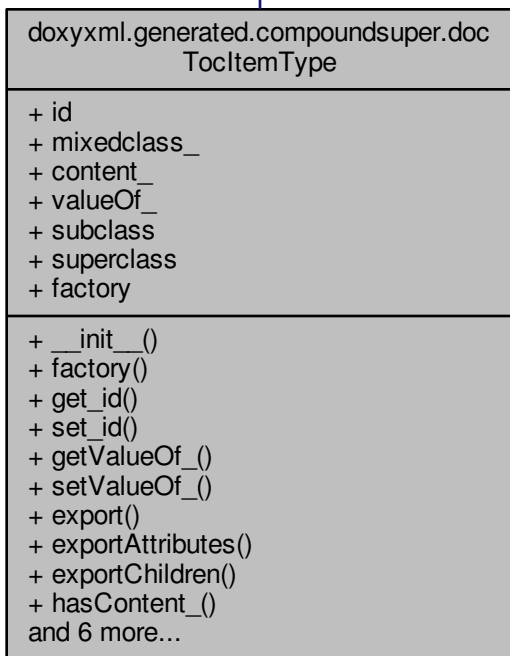 doxyxml.generated.compoundsuper.doc
TocItemType
+ id
+ mixedclass_
+ content_
+ valueOf_
+ subclass
+ superclass
+ factory
+ __init__()
+ factory()
+ get_id()
+ set_id()
+ getValueOf_()
+ setValueOf_()
+ export()
+ exportAttributes()
+ exportChildren()
+ hasContent_()
and 6 more...